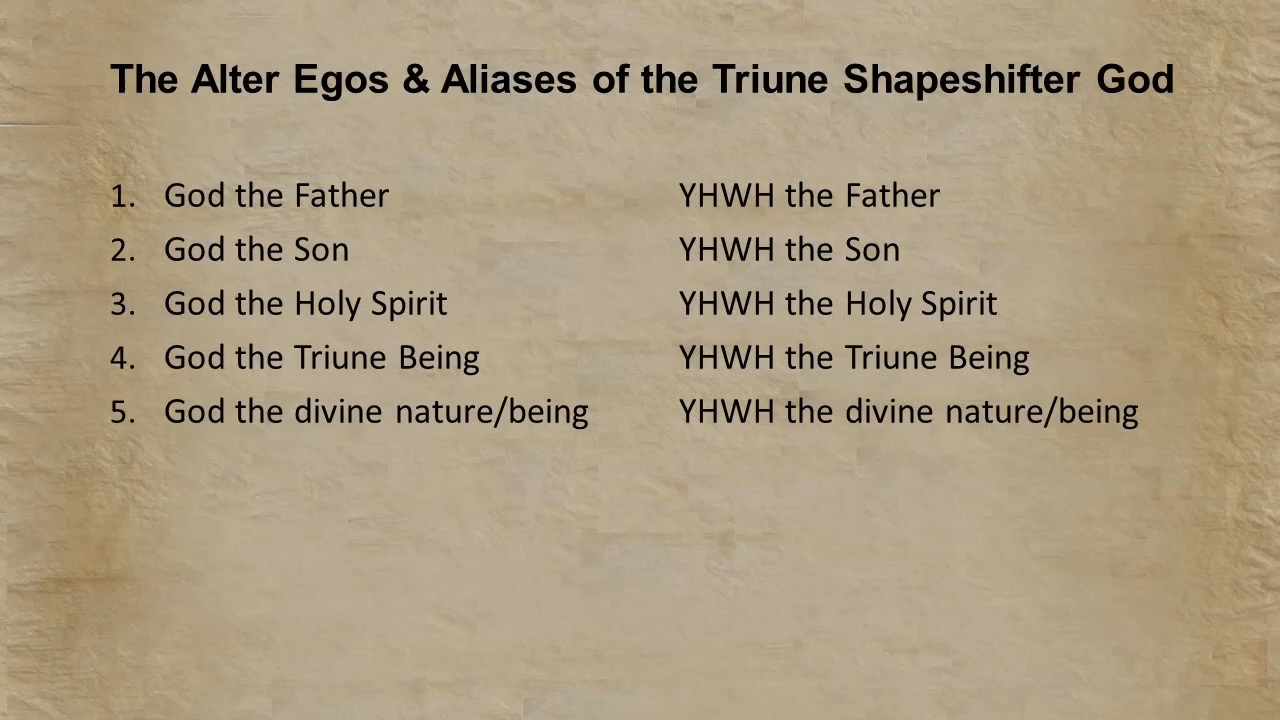 The Alter Egos & Aliases of the Triune Shapeshifter God
1. God the Father YHWH the Father
2. God the Son YHWH the Son
3. God the Holy Spirit YHWH the Holy Spirit
4. God the Triune Being YHWH the Triune Being
5. God the divine nature/being YHWH the divine nature/being